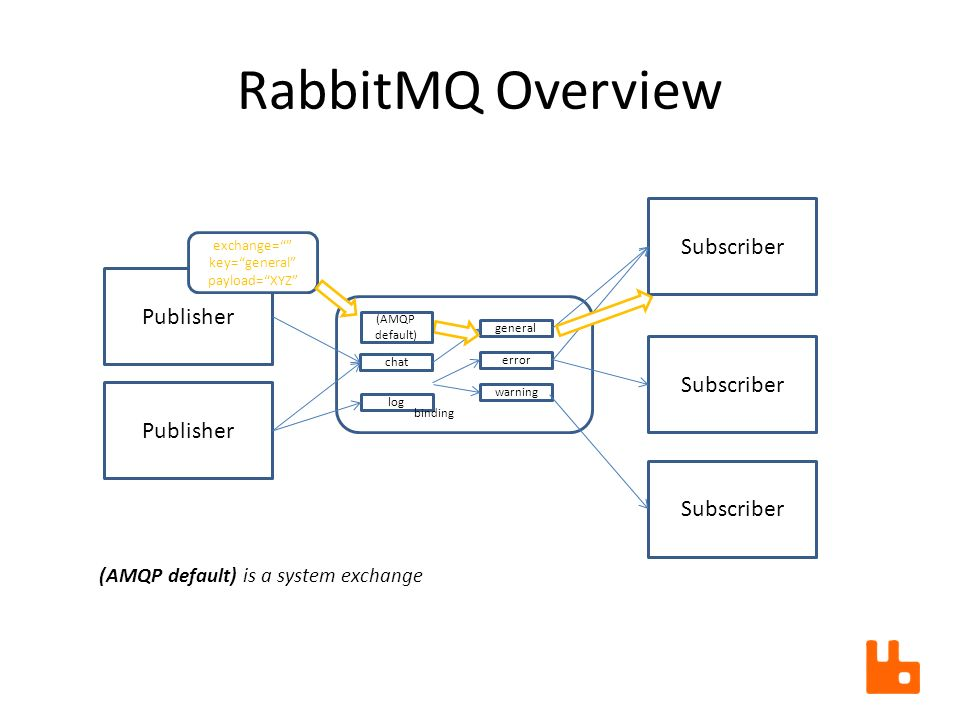 RabbitMQ Overview
exchange=“”
key=“general”
payload=“XYZ”
Publisher
Publisher
(AMQP
default)
chat
log
binding
general
error
warning
Subscriber
Subscriber
Subscriber
(AMQP default) is a system exchange